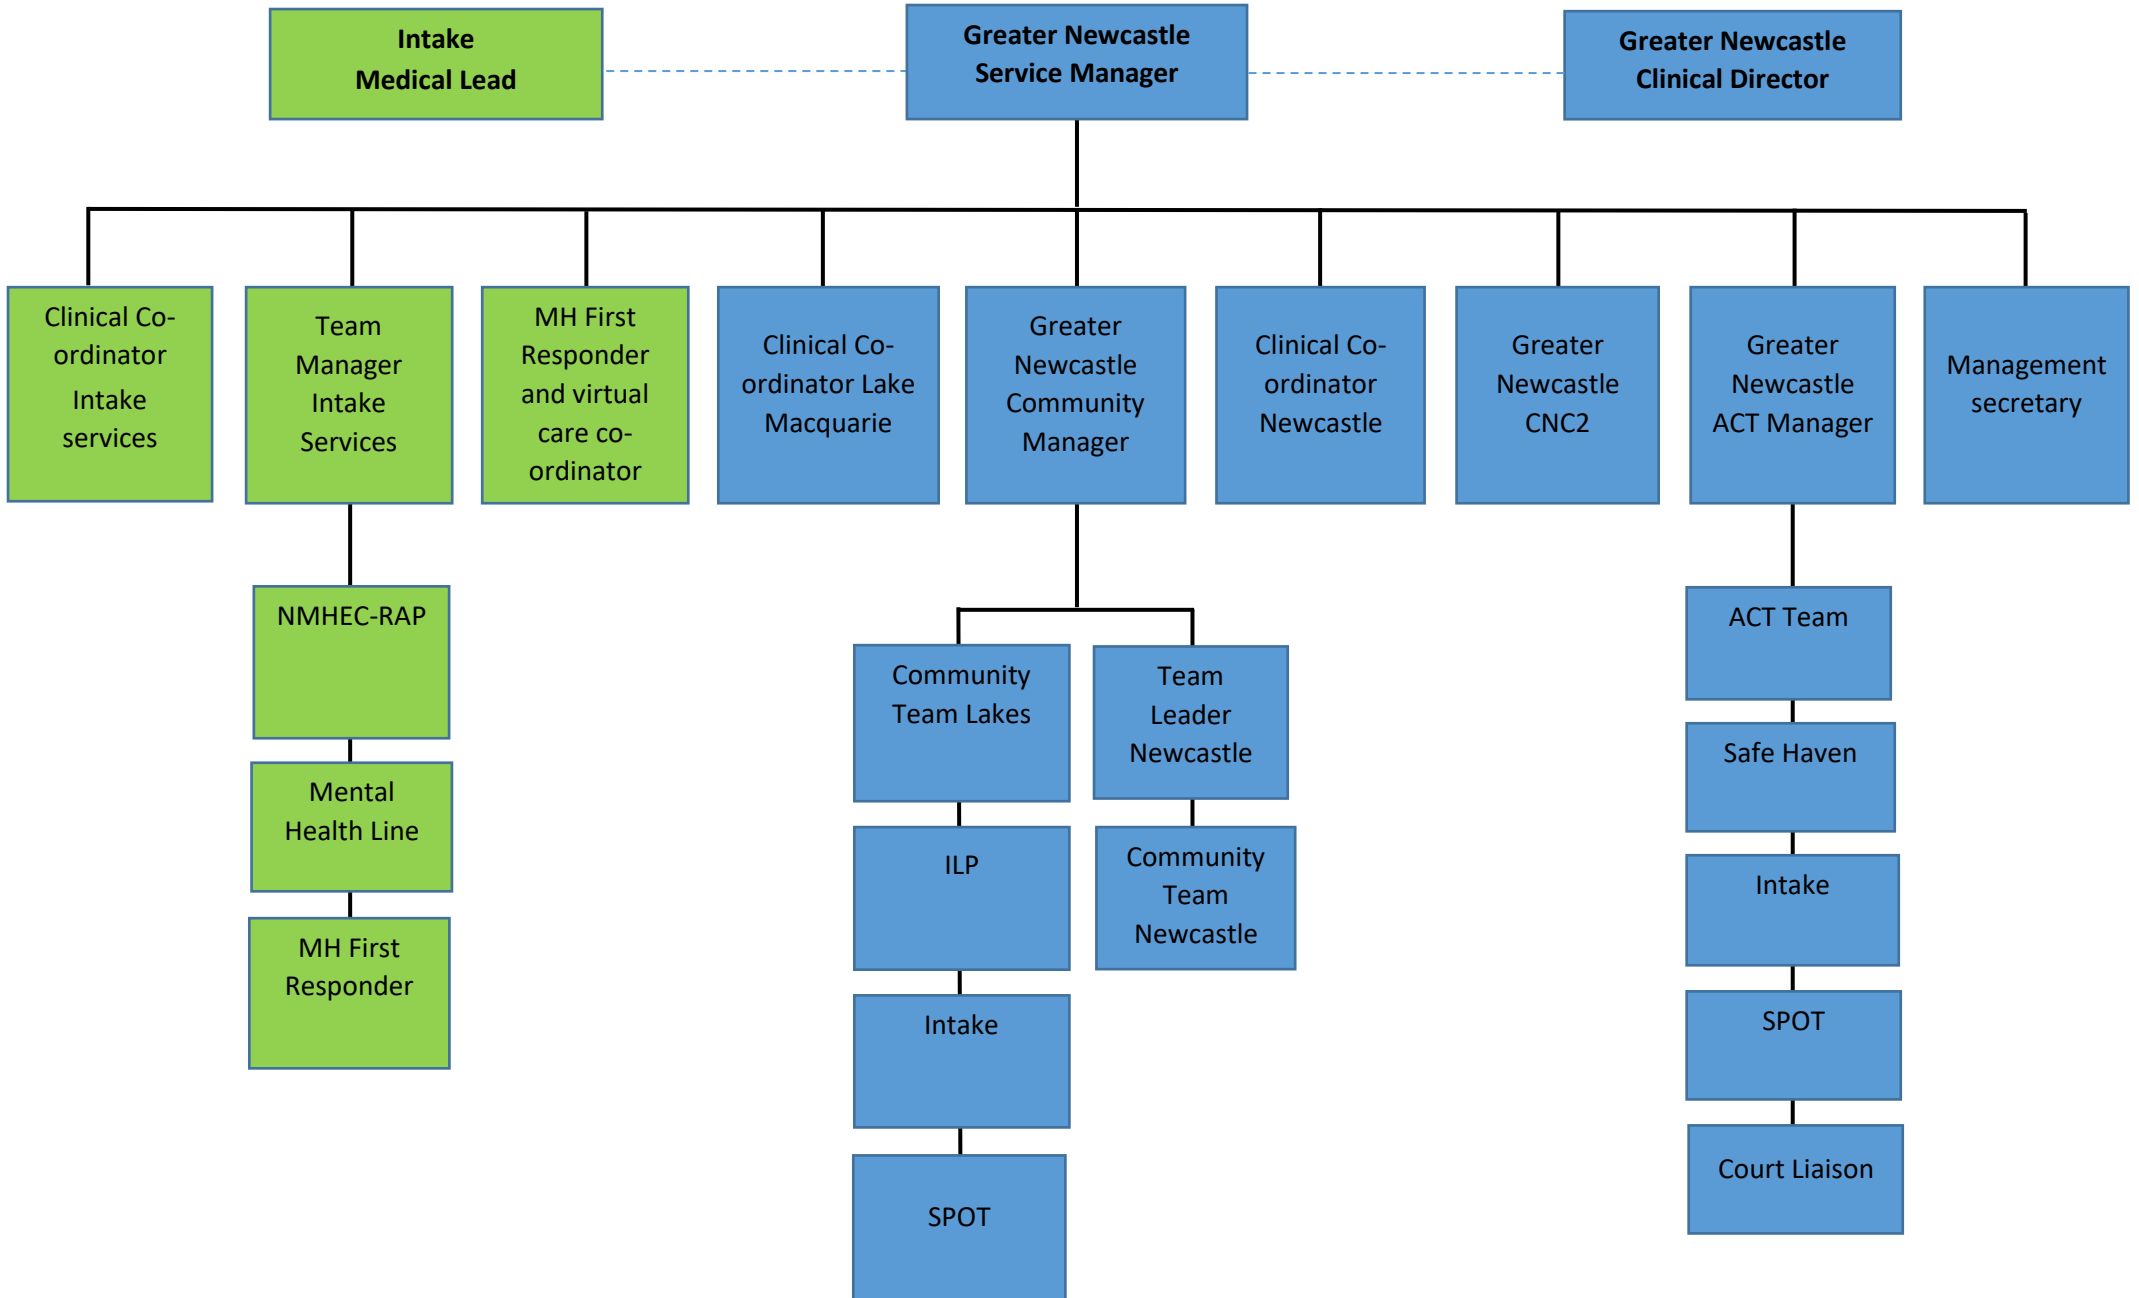 Intake
Medical Lead
Greater Newcastle
Service Manager
Greater Newcastle
Clinical Director
Clinical Co-
ordinator
Intake
services
Team
Manager
Intake
Services
MH First
Responder
and virtual
care co-
ordinator
Clinical Co-
ordinator Lake
Macquarie
Greater
Newcastle
Community
Manager
Clinical Co-
ordinator
Newcastle
Greater
Newcastle
CNC2
Greater
Newcastle
ACT Manager
Management
secretary
NMHEC-RAP
Mental
Health Line
MH First
Responder
Community
Team Lakes
ILP
Intake
SPOT
Team
Leader
Newcastle
Community
Team
Newcastle
ACT Team
Safe Haven
Intake
SPOT
Court Liaison